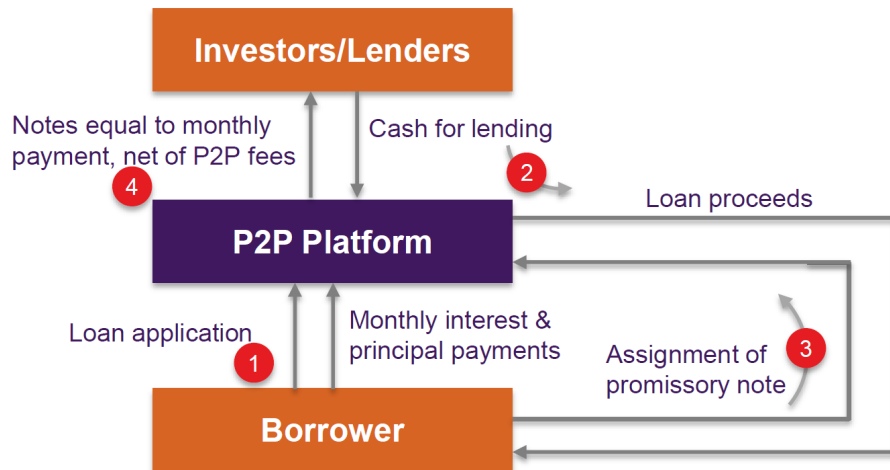 Investors/Lenders
Notes equal to monthly
payment, net of P2P fees
4
Cash for lending
2
Loan proceeds
P2P Platform
Loan application
1
Monthly interest &
principal payments
Assignment of
promissory note
3
Borrower